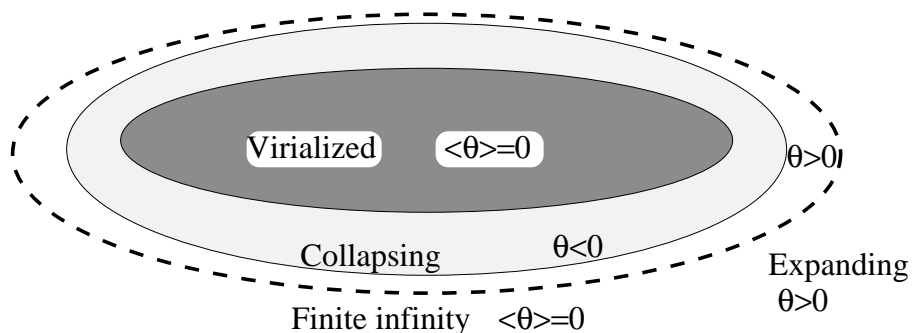 Virialized <θ>=0
θ>0
Collapsing θ<0
Expanding
θ>0
Finite infinity <θ>=0